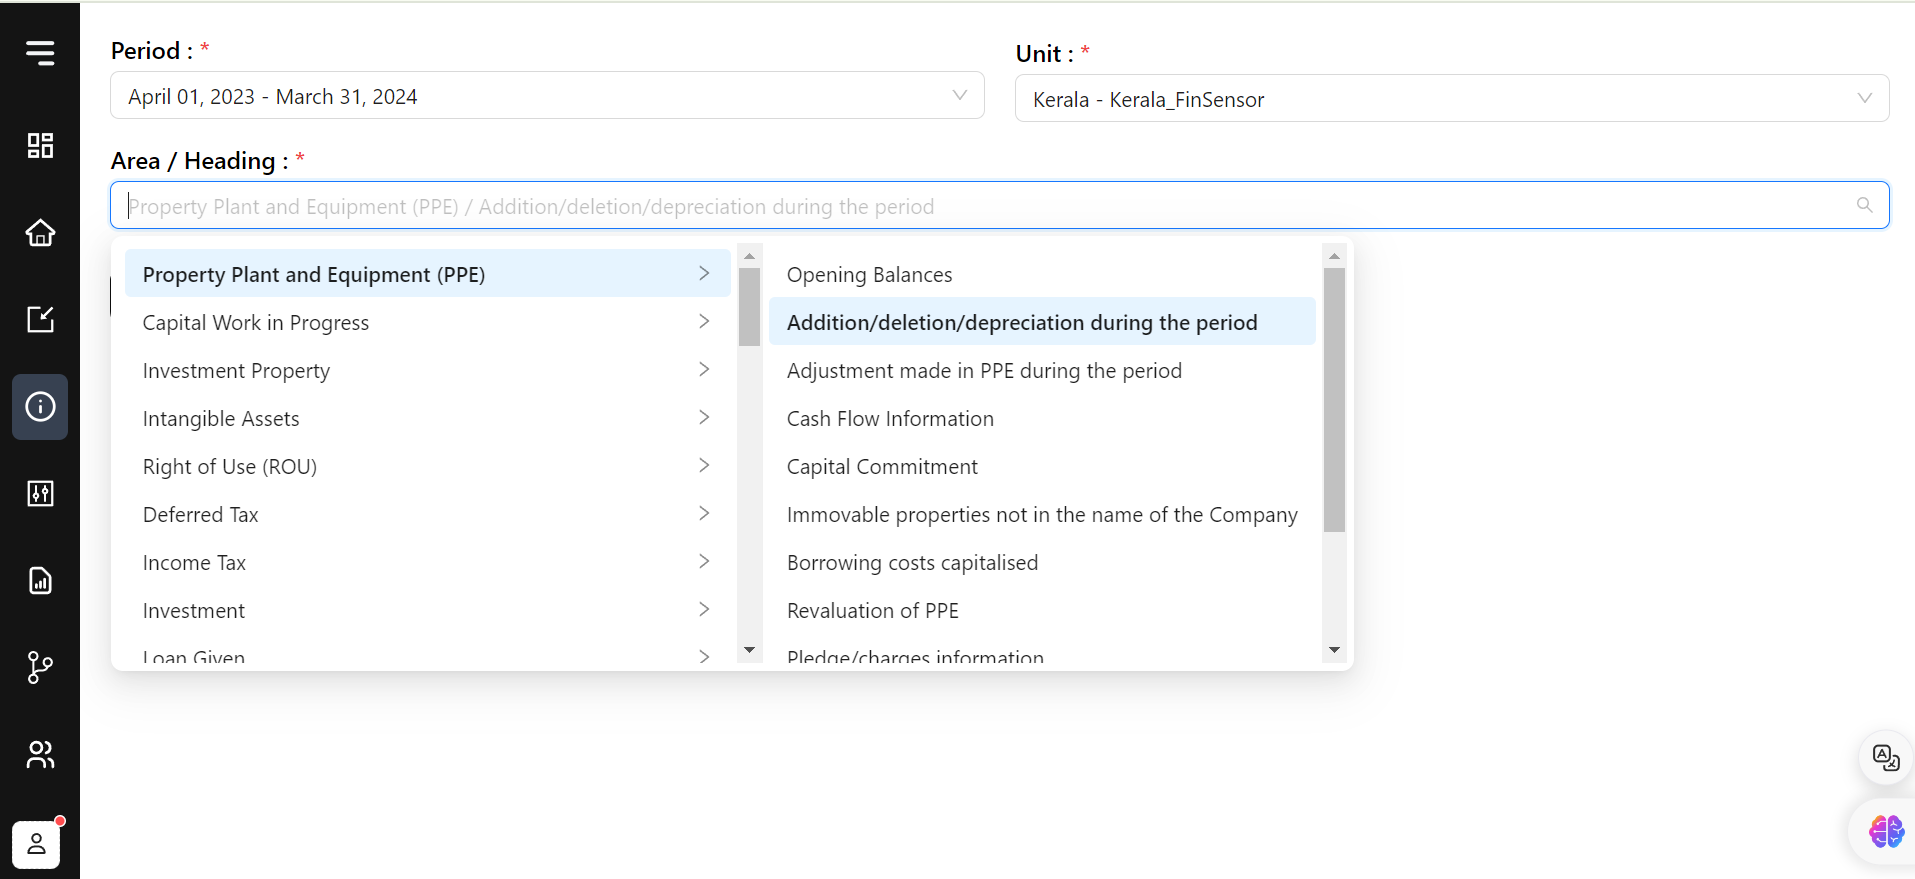 Period : *
April 01, 2023 - March 31, 2024
Unit : *
Kerala - Kerala_FinSensor
Area / Heading : *
Property Plant and Equipment (PPE) / Addition/deletion/depreciation during the period
Property Plant and Equipment (PPE)
Capital Work in Progress
Investment Property
Intangible Assets
Right of Use (ROU)
Deferred Tax
Income Tax
Investment
Loan Given
Opening Balances
Addition/deletion/depreciation during the period
Adjustment made in PPE during the period
Cash Flow Information
Capital Commitment
Immovable properties not in the name of the Company
Borrowing costs capitalised
Revaluation of PPE
Pledge/charges information